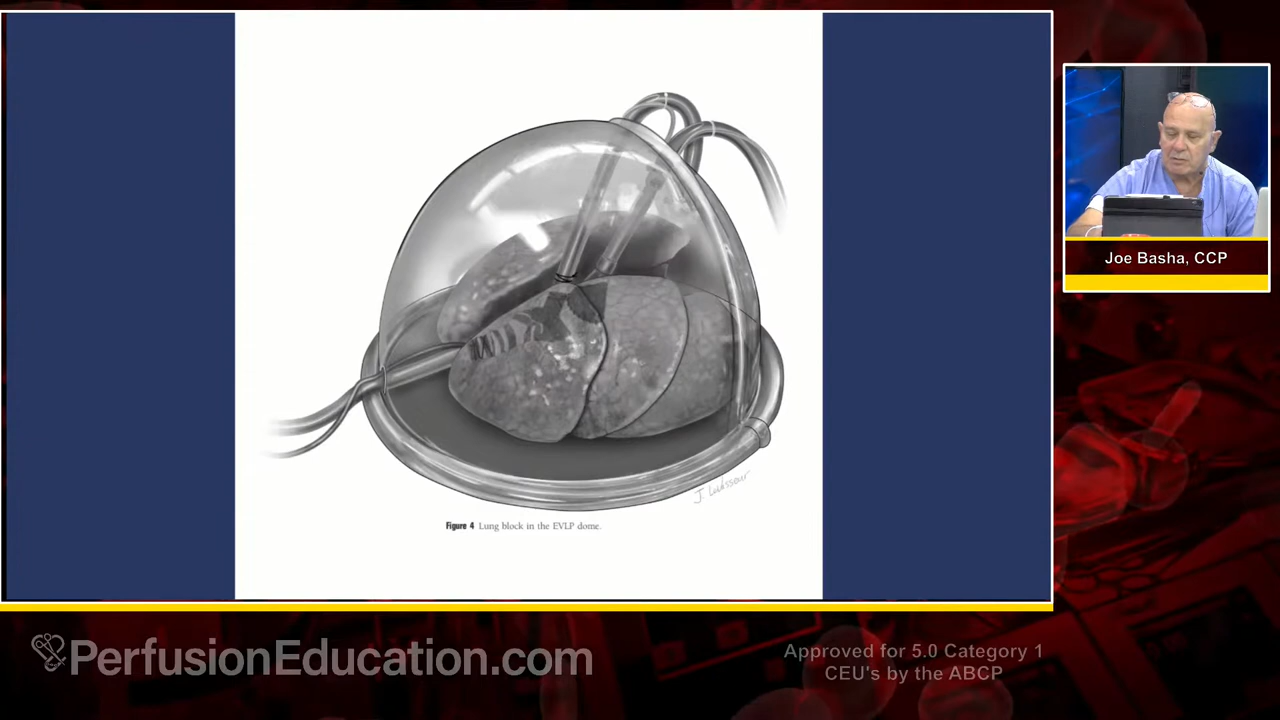 Figure 4 Lung block in the EVLP dome.
Joe Basha, CCP
PerfusionEducation.com
Approved for 5.0 Category 1
CEU's by the ABCP